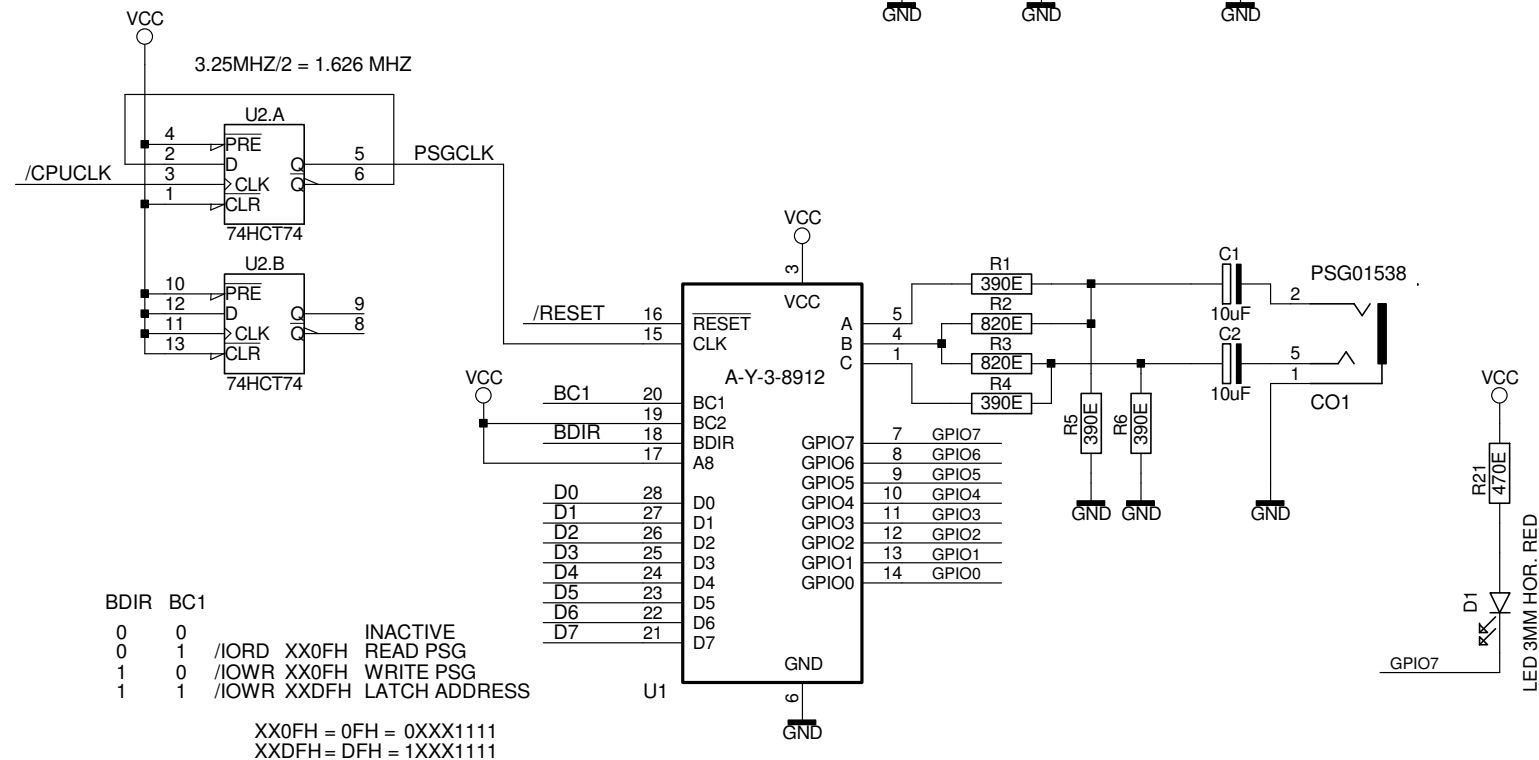 GND GND GND
VCC
3.25MHZ/2 = 1.626 MHZ
U2.A
4 PRE
2 D Q 5 PSGCLK
/CPUCLK 3 CLK Q 6
1 CLR
74HCT74
U2.B
10 PRE
12 D Q 9
11 CLK Q 8
13 CLR
74HCT74
VCC
3
VCC
/RESET 16 RESET
15 CLK
A-Y-3-8912
VCC
BC1 20 BC1
19 BC2
BDIR 18 BDIR
17 A8
D0 28 D0
D1 27 D1
D2 26 D2
D3 25 D3
D4 24 D4
D5 23 D5
D6 22 D6
D7 21 D7
A 5
B 4
C 1
GPIO7 7 GPIO7
GPIO6 8 GPIO6
GPIO5 9 GPIO5
GPIO4 10 GPIO4
GPIO3 11 GPIO3
GPIO2 12 GPIO2
GPIO1 13 GPIO1
GPIO0 14 GPIO0
GND
U1
6
GND
R1
390E
R2
820E
R3
820E
R4
390E
R5
390E
R6
390E
GND GND
C1
10uF
C2
10uF
PSG01538
2
5
1
CO1
GND
VCC
R21
470E
D1
LED 3MM HOR. RED
GPIO7
BDIR BC1
0 0 INACTIVE
0 1 /IORD XX0FH READ PSG
1 0 /IOWR XX0FH WRITE PSG
1 1 /IOWR XXDFH LATCH ADDRESS
XX0FH = 0FH = 0XXX1111
XXDFH = DFH = 1XXX1111